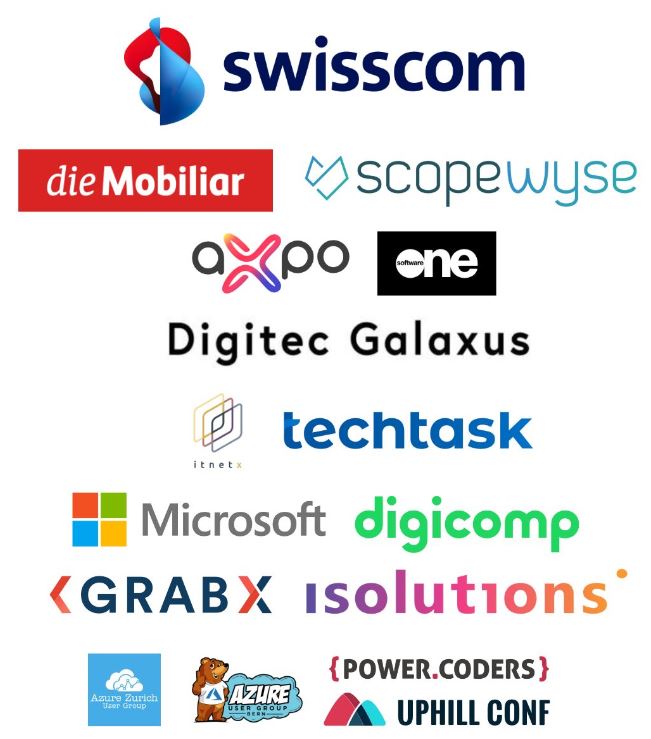 swisscom
die Mobiliar
scopewyse
axpo
software one
Digitec Galaxus
itnetx
techtask
Microsoft
digicomp
GRABX
isolutions
Azure Zurich
User Group
AZURE
USER GROUP
BERN
{POWER.CODERS}
UPHILL CONF